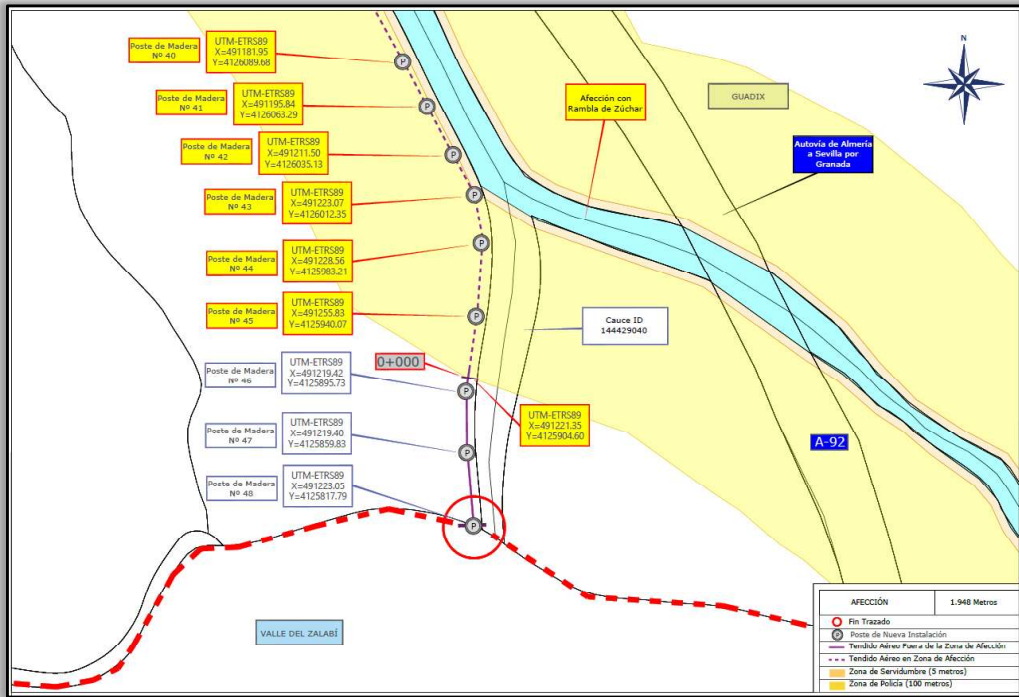 N
Poste de Madera
Nº 40
UTM-ETRS89
X=491181.95
Y=4126089.68
Poste de Madera
Nº 41
UTM-ETRS89
X=491195.84
Y=4126063.29
Poste de Madera
Nº 42
UTM-ETRS89
X=491211.50
Y=4126035.13
Poste de Madera
Nº 43
UTM-ETRS89
X=491223.07
Y=4126012.35
Poste de Madera
Nº 44
UTM-ETRS89
X=491228.56
Y=4125983.21
Poste de Madera
Nº 45
UTM-ETRS89
X=491255.83
Y=4125940.07
Poste de Madera
Nº 46
UTM-ETRS89
X=491219.42
Y=4125895.73
Poste de Madera
Nº 47
UTM-ETRS89
X=491219.40
Y=4125859.83
Poste de Madera
Nº 48
UTM-ETRS89
X=491223.05
Y=4125817.79
P
P
P
P
P
P
P
P
P
0+000
UTM-ETRS89
X=491221.35
Y=4125904.60
Afección con
Rambla de Zúchar
GUADIX
Autovía de Almería
a Sevilla por
Granada
Cauce ID
144429040
A-92
VALLE DEL ZALABÍ
AFECCIÓN
1.948 Metros
Fin Trazado
P
Poste de Nueva Instalación
Tendido Aéreo Fuera de la Zona de Afección
Tendido Aéreo en Zona de Afección
Zona de Servidumbre (5 metros)
Zona de Policía (100 metros)